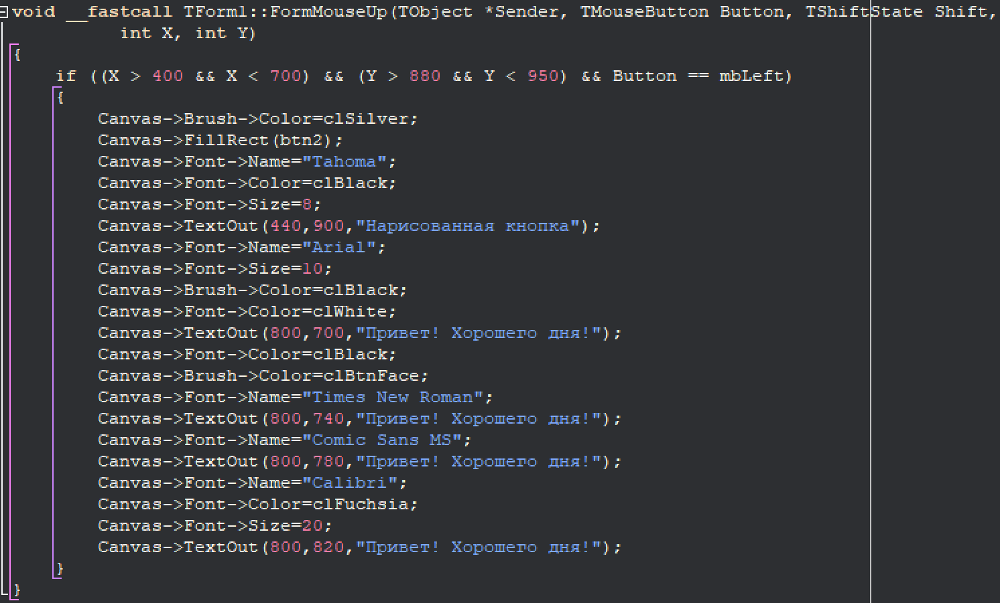 void __fastcall TForm1::FormMouseUp(TObject *Sender, TMouseButton Button, TShiftState Shift,
int X, int Y)
{
if ((X > 400 && X < 700) && (Y > 880 && Y < 950) && Button == mbLeft)
{
Canvas->Brush->Color=clSilver;
Canvas->FillRect(btn2);
Canvas->Font->Name="Tahoma";
Canvas->Font->Color=clBlack;
Canvas->Font->Size=8;
Canvas->TextOut(440,900,"Нарисованная кнопка");
Canvas->Font->Name="Arial";
Canvas->Font->Size=10;
Canvas->Brush->Color=clBlack;
Canvas->Font->Color=clWhite;
Canvas->TextOut(800,700,"Привет! Хорошего дня!");
Canvas->Font->Color=clBlack;
Canvas->Brush->Color=clBtnFace;
Canvas->Font->Name="Times New Roman";
Canvas->TextOut(800,740,"Привет! Хорошего дня!");
Canvas->Font->Name="Comic Sans MS";
Canvas->TextOut(800,780,"Привет! Хорошего дня!");
Canvas->Font->Name="Calibri";
Canvas->Font->Color=clFuchsia;
Canvas->Font->Size=20;
Canvas->TextOut(800,820,"Привет! Хорошего дня!");
}
}